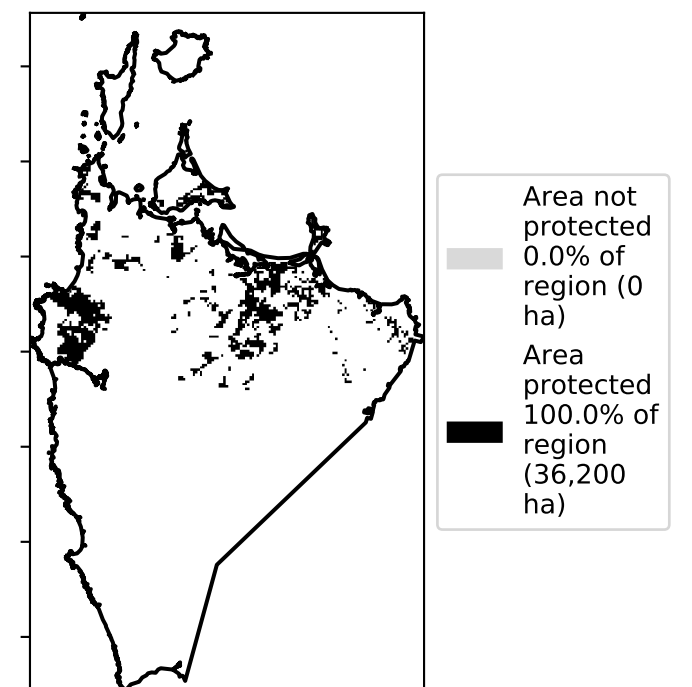 Area not
protected
0.0% of
region (0
ha)
Area
protected
100.0% of
region
(36,200
ha)